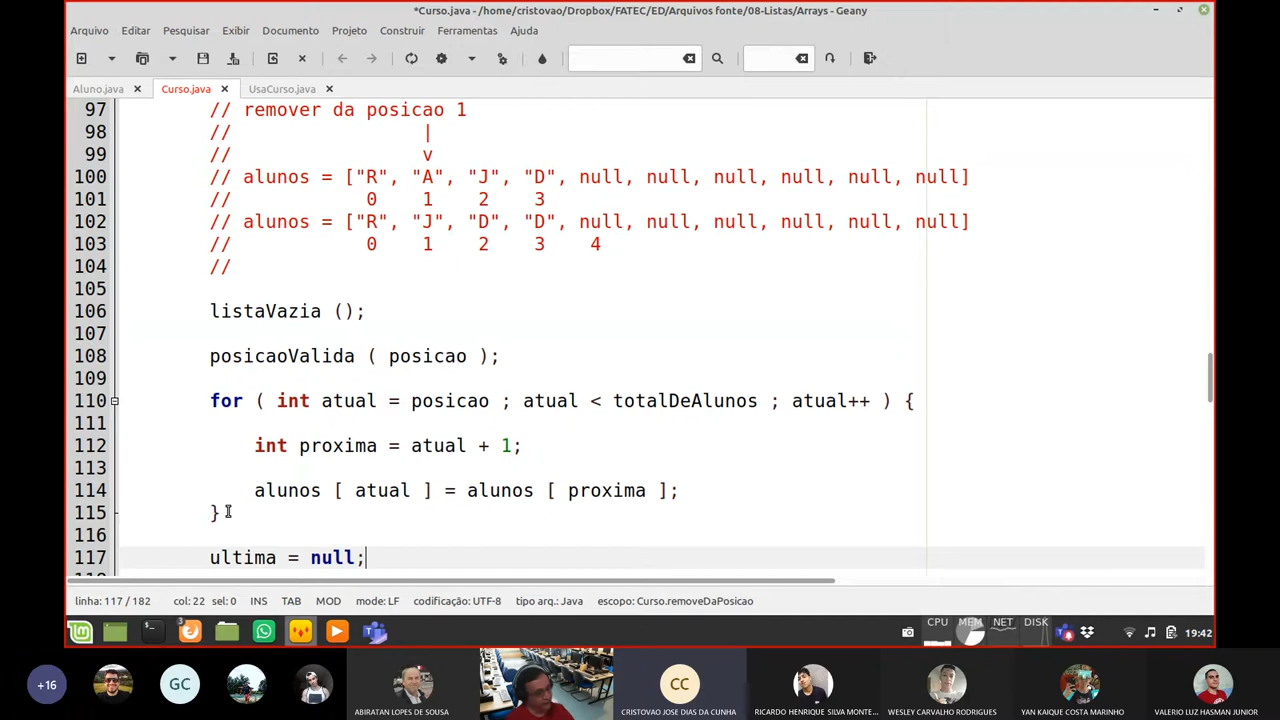 *Curso.java - /home/cristovao/Dropbox/FATEC/ED/Arquivos fonte/08-Listas/Arrays - Geany
Arquivo Editar Pesquisar Exibir Documento Projeto Construir Ferramentas Ajuda
Aluno.java Curso.java UsaCurso.java
97 // remover da posicao 1
98 // |
99 // v
100 // alunos = ["R", "A", "J", "D", null, null, null, null, null, null]
101 // 0 1 2 3
102 // alunos = ["R", "J", "D", "D", null, null, null, null, null, null]
103 // 0 1 2 3 4
104 //
105
106 listaVazia ();
107
108 posicaoValida ( posicao );
109
110 for ( int atual = posicao ; atual < totalDeAlunos ; atual++ ) {
111
112 int proxima = atual + 1;
113
114 alunos [ atual ] = alunos [ proxima ];
115 }
116
117 ultima = null;
linha: 117 / 182 col: 22 sel: 0 INS TAB MOD mode: LF codificação: UTF-8 tipo arq.: Java escopo: Curso.removeDaPosicao
3 CPU MEM NET DISK 19:42
+16 GC CC
ABIRATAN LOPES DE SOUSA CRISTOVAO JOSE DIAS DA CUNHA RICARDO HENRIQUE SILVA MONTE... WESLEY CARVALHO RODRIGUES YAN KAIQUE COSTA MARINHO VALERIO LUZ HASMAN JUNIOR